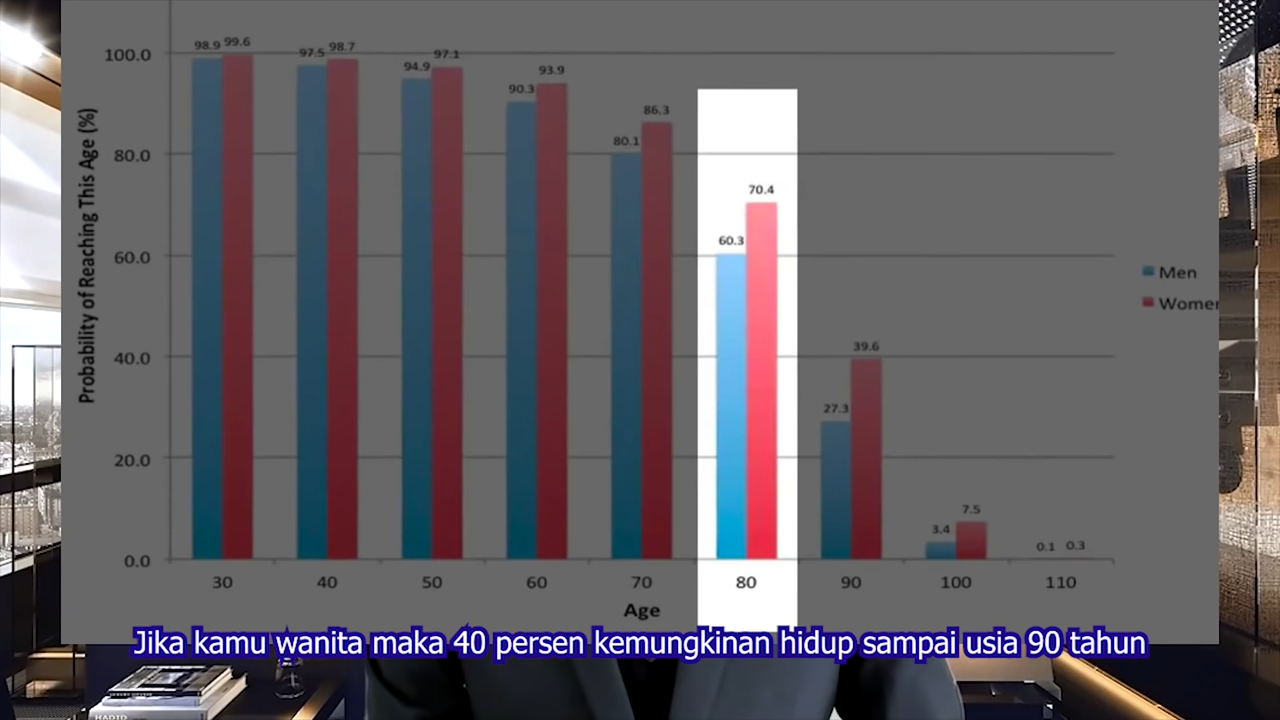 100.0
80.0
60.0
40.0
20.0
0.0
Probability of Reaching This Age (%)
98.9 99.6
97.5 98.7
94.9 97.1
90.3 93.9
80.1 86.3
60.3 70.4
27.3 39.6
3.4 7.5
0.1 0.3
30 40 50 60 70 80 90 100 110
Age
Men
Women
Jika kamu wanita maka 40 persen kemungkinan hidup sampai usia 90 tahun